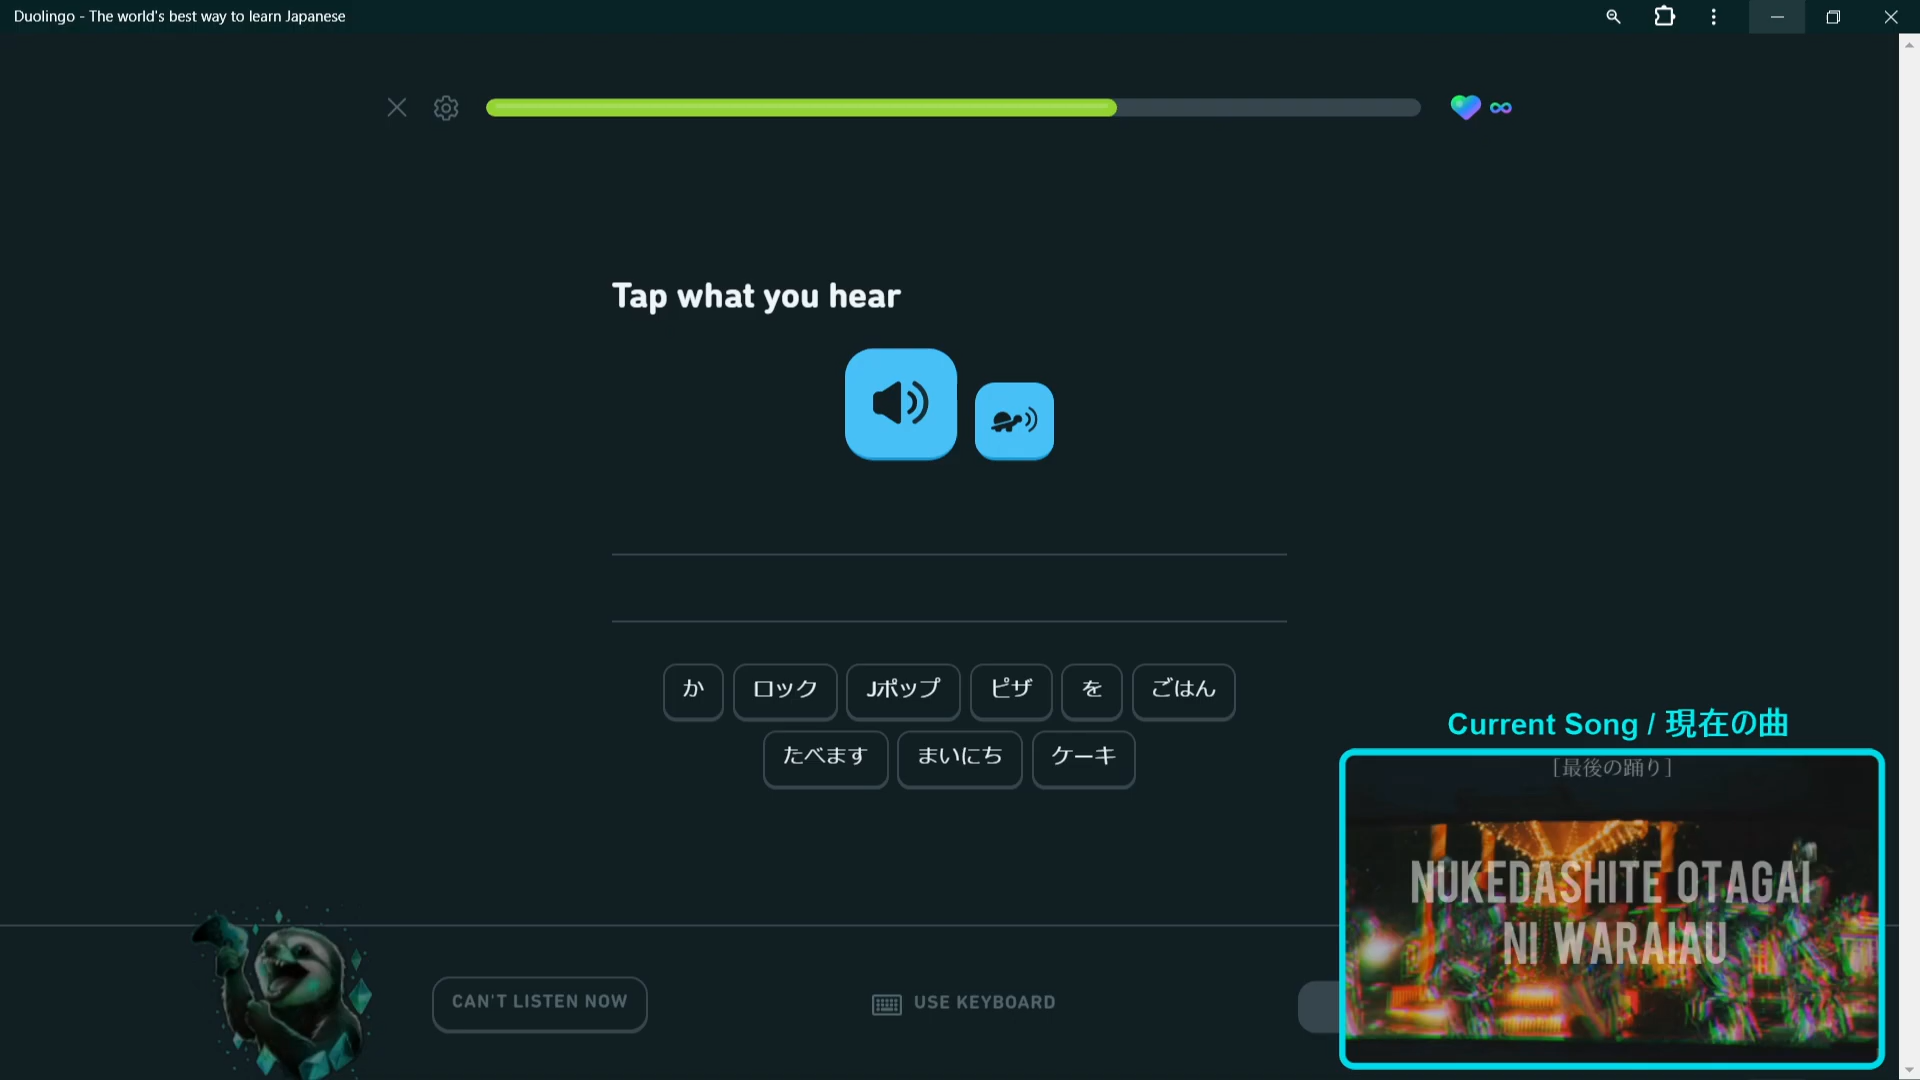 Duolingo - The world's best way to learn Japanese
Tap what you hear
か ロック Jポップ ピザ を ごはん
たべます まいにち ケーキ
Current Song / 現在の曲
[最後の踊り]
NUKEDASHITE OTAGAI
NI WARAIAU
CAN'T LISTEN NOW
USE KEYBOARD